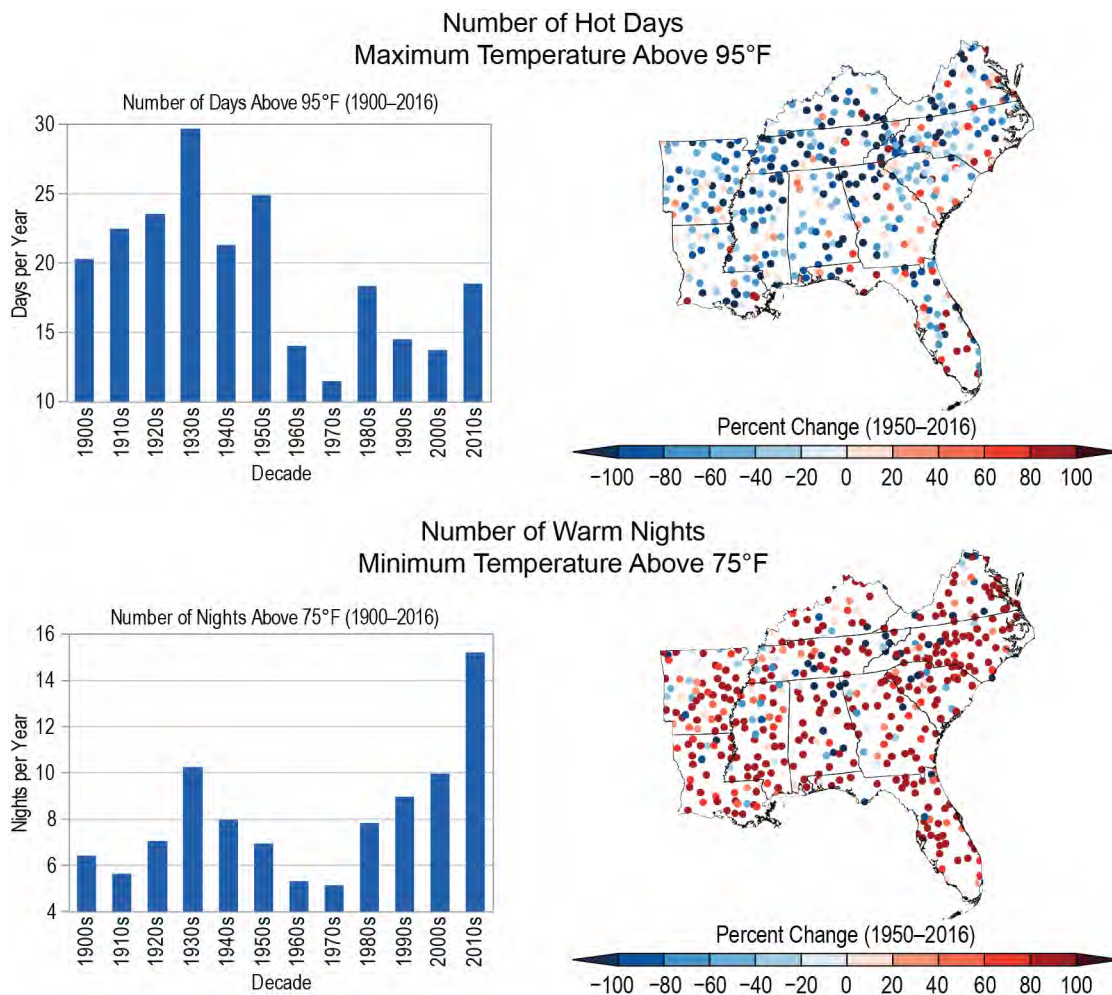 Number of Hot Days
Maximum Temperature Above 95°F
Number of Days Above 95°F (1900–2016)
Days per Year
30
25
20
15
10
1900s
1910s
1920s
1930s
1940s
1950s
1960s
1970s
1980s
1990s
2000s
2010s
Decade
Percent Change (1950–2016)
−100 −80 −60 −40 −20 0 20 40 60 80 100
Number of Warm Nights
Minimum Temperature Above 75°F
Number of Nights Above 75°F (1900–2016)
Nights per Year
16
14
12
10
8
6
4
1900s
1910s
1920s
1930s
1940s
1950s
1960s
1970s
1980s
1990s
2000s
2010s
Decade
Percent Change (1950–2016)
−100 −80 −60 −40 −20 0 20 40 60 80 100